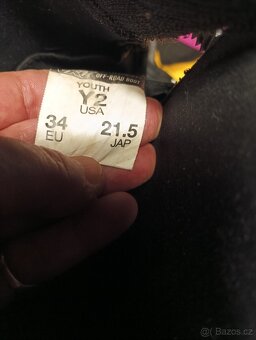 OFF-ROAD BOOT
YOUTH
Y2
USA
34 21.5
EU JAP
Bazos.cz